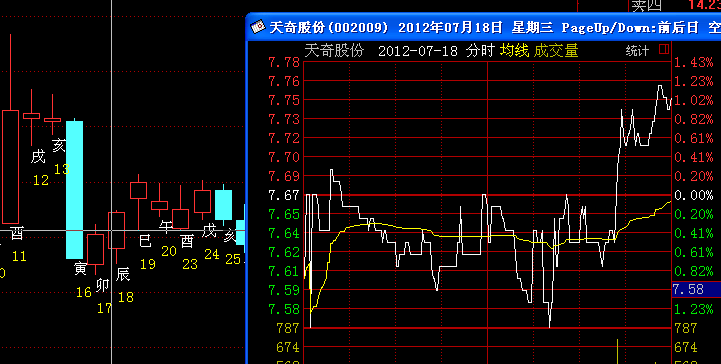 卖四
14.23
天奇股份(002009) 2012年07月18日 星期三 PageUp/Down:前后日 空
天奇股份 2012-07-18 分时 均线 成交量 统计
7.78 1.43%
7.76 1.23%
7.75 1.02%
7.73 0.82%
7.72 0.61%
7.70 0.41%
7.69 0.20%
7.67 0.00%
7.65 0.20%
7.64 0.41%
7.62 0.61%
7.61 0.82%
7.59 7.58
7.58 1.23%
787 787
674 674
酉 11
戌 12
亥 13
寅 16
卯 17
辰 18
巳 19
午 20
酉 23
戊 24
亥 25